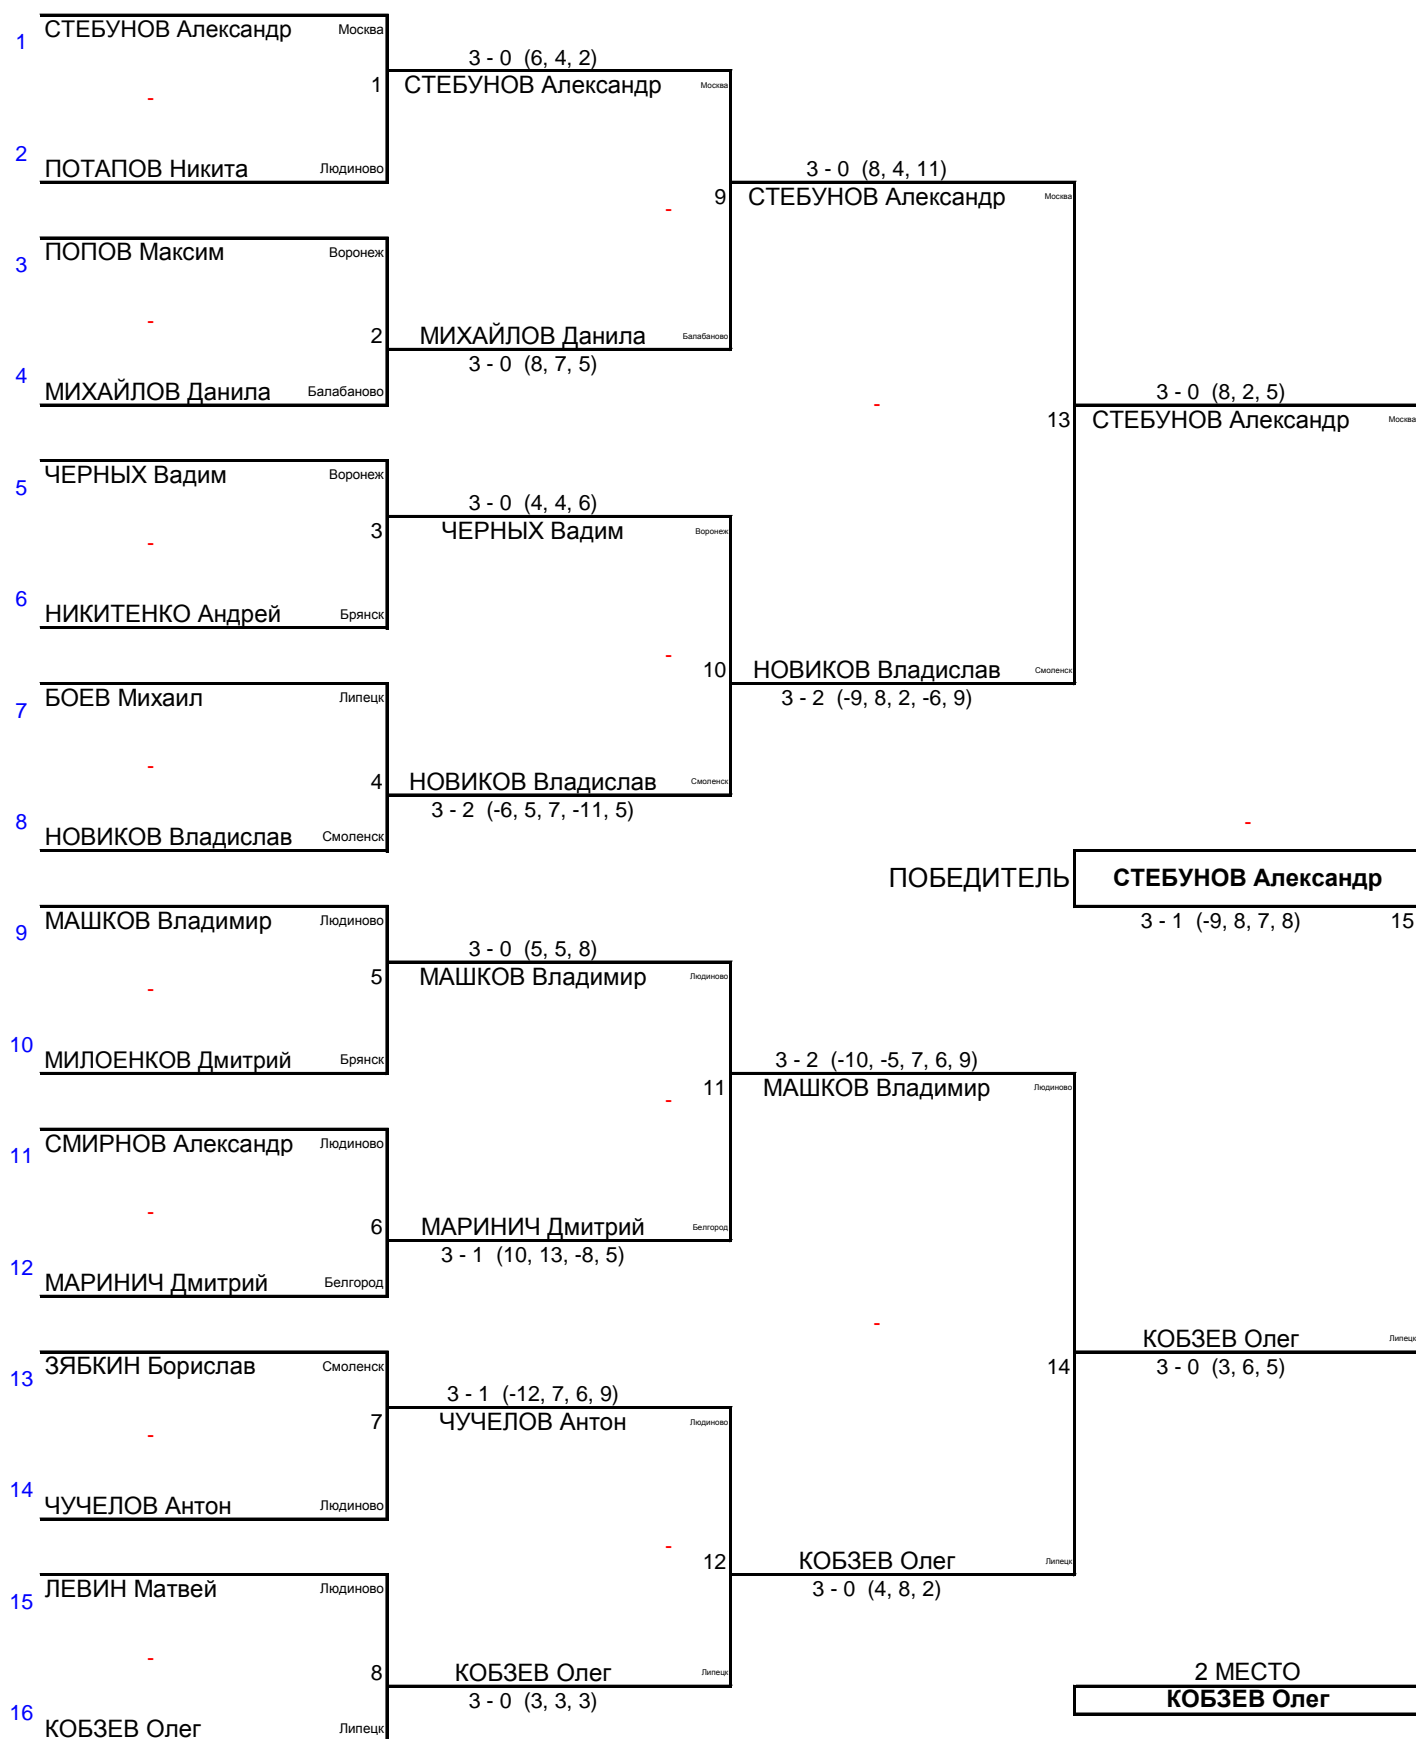 1 СТЕБУНОВ Александр Москва
3 - 0 (6, 4, 2)
1 СТЕБУНОВ Александр Москва
-
2 ПОТАПОВ Никита Людиново
3 - 0 (8, 4, 11)
9 СТЕБУНОВ Александр Москва
-
3 ПОПОВ Максим Воронеж
-
2 МИХАЙЛОВ Данила Балабаново
3 - 0 (8, 7, 5)
4 МИХАЙЛОВ Данила Балабаново
-
3 - 0 (8, 2, 5)
13 СТЕБУНОВ Александр Москва
5 ЧЕРНЫХ Вадим Воронеж
3 - 0 (4, 4, 6)
3 ЧЕРНЫХ Вадим Воронеж
-
6 НИКИТЕНКО Андрей Брянск
-
10 НОВИКОВ Владислав Смоленск
3 - 2 (-9, 8, 2, -6, 9)
7 БОЕВ Михаил Липецк
-
4 НОВИКОВ Владислав Смоленск
3 - 2 (-6, 5, 7, -11, 5)
8 НОВИКОВ Владислав Смоленск
-
ПОБЕДИТЕЛЬ СТЕБУНОВ Александр
3 - 1 (-9, 8, 7, 8) 15
9 МАШКОВ Владимир Людиново
3 - 0 (5, 5, 8)
5 МАШКОВ Владимир Людиново
-
10 МИЛОЕНКОВ Дмитрий Брянск
3 - 2 (-10, -5, 7, 6, 9)
11 МАШКОВ Владимир Людиново
-
11 СМИРНОВ Александр Людиново
-
6 МАРИНИЧ Дмитрий Белгород
3 - 1 (10, 13, -8, 5)
12 МАРИНИЧ Дмитрий Белгород
-
КОБЗЕВ Олег Липецк
14 3 - 0 (3, 6, 5)
13 ЗЯБКИН Борислав Смоленск
3 - 1 (-12, 7, 6, 9)
7 ЧУЧЕЛОВ Антон Людиново
-
14 ЧУЧЕЛОВ Антон Людиново
-
12 КОБЗЕВ Олег Липецк
3 - 0 (4, 8, 2)
15 ЛЕВИН Матвей Людиново
-
8 КОБЗЕВ Олег Липецк
3 - 0 (3, 3, 3)
2 МЕСТО
КОБЗЕВ Олег
16 КОБЗЕВ Олег Липецк